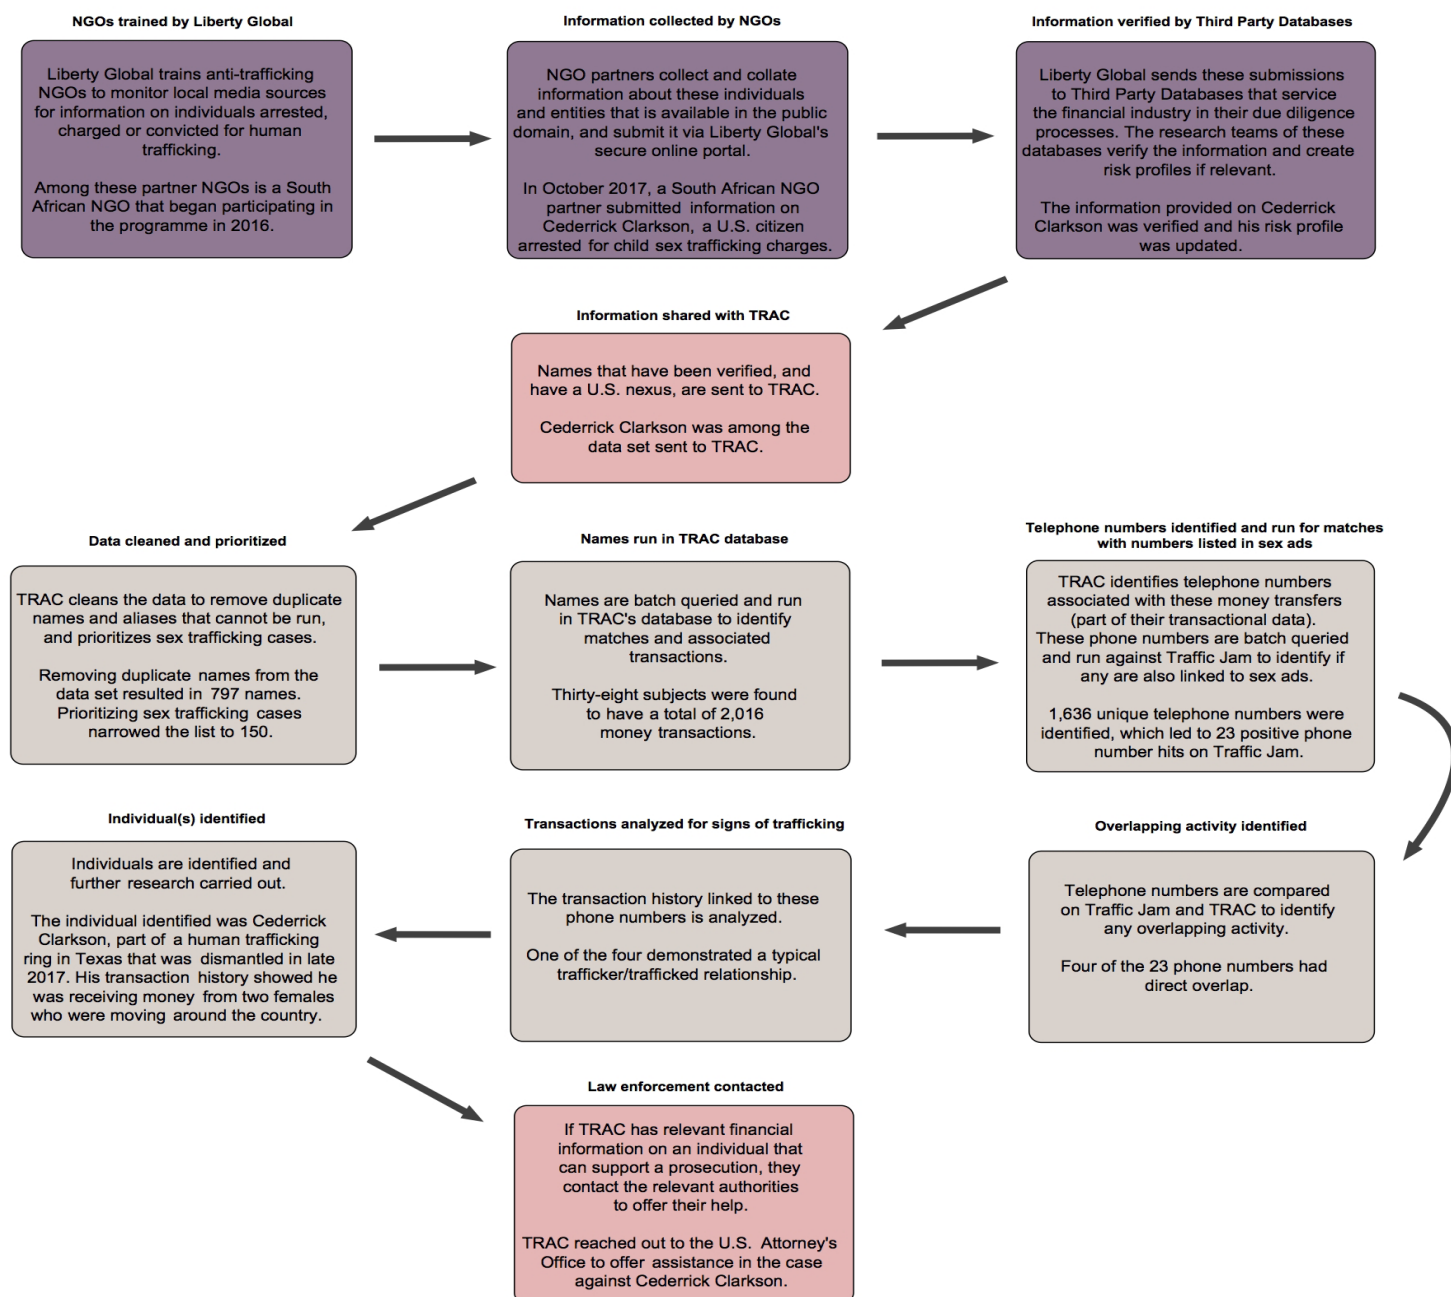 NGOs trained by Liberty Global
Liberty Global trains anti-trafficking
NGOs to monitor local media sources
for information on individuals arrested,
charged or convicted for human
trafficking.
Among these partner NGOs is a South
African NGO that began participating in
the programme in 2016.
Information collected by NGOs
NGO partners collect and collate
information about these individuals
and entities that is available in the public
domain, and submit it via Liberty Global's
secure online portal.
In October 2017, a South African NGO
partner submitted information on
Cederrick Clarkson, a U.S. citizen
arrested for child sex trafficking charges.
Information verified by Third Party Databases
Liberty Global sends these submissions
to Third Party Databases that service
the financial industry in their due diligence
processes. The research teams of these
databases verify the information and create
risk profiles if relevant.
The information provided on Cederrick
Clarkson was verified and his risk profile
was updated.
Information shared with TRAC
Names that have been verified, and
have a U.S. nexus, are sent to TRAC.
Cederrick Clarkson was among the
data set sent to TRAC.
Data cleaned and prioritized
TRAC cleans the data to remove duplicate
names and aliases that cannot be run,
and prioritizes sex trafficking cases.
Removing duplicate names from the
data set resulted in 797 names.
Prioritizing sex trafficking cases
narrowed the list to 150.
Names run in TRAC database
Names are batch queried and run
in TRAC's database to identify
matches and associated
transactions.
Thirty-eight subjects were found
to have a total of 2,016
money transactions.
Telephone numbers identified and run for matches
with numbers listed in sex ads
TRAC identifies telephone numbers
associated with these money transfers
(part of their transactional data).
These phone numbers are batch queried
and run against Traffic Jam to identify if
any are also linked to sex ads.
1,636 unique telephone numbers were
identified, which led to 23 positive phone
number hits on Traffic Jam.
Overlapping activity identified
Telephone numbers are compared
on Traffic Jam and TRAC to identify
any overlapping activity.
Four of the 23 phone numbers had
direct overlap.
Transactions analyzed for signs of trafficking
The transaction history linked to these
phone numbers is analyzed.
One of the four demonstrated a typical
trafficker/trafficked relationship.
Individual(s) identified
Individuals are identified and
further research carried out.
The individual identified was Cederrick
Clarkson, part of a human trafficking
ring in Texas that was dismantled in late
2017. His transaction history showed he
was receiving money from two females
who were moving around the country.
Law enforcement contacted
If TRAC has relevant financial
information on an individual that
can support a prosecution, they
contact the relevant authorities
to offer their help.
TRAC reached out to the U.S. Attorney's
Office to offer assistance in the case
against Cederrick Clarkson.